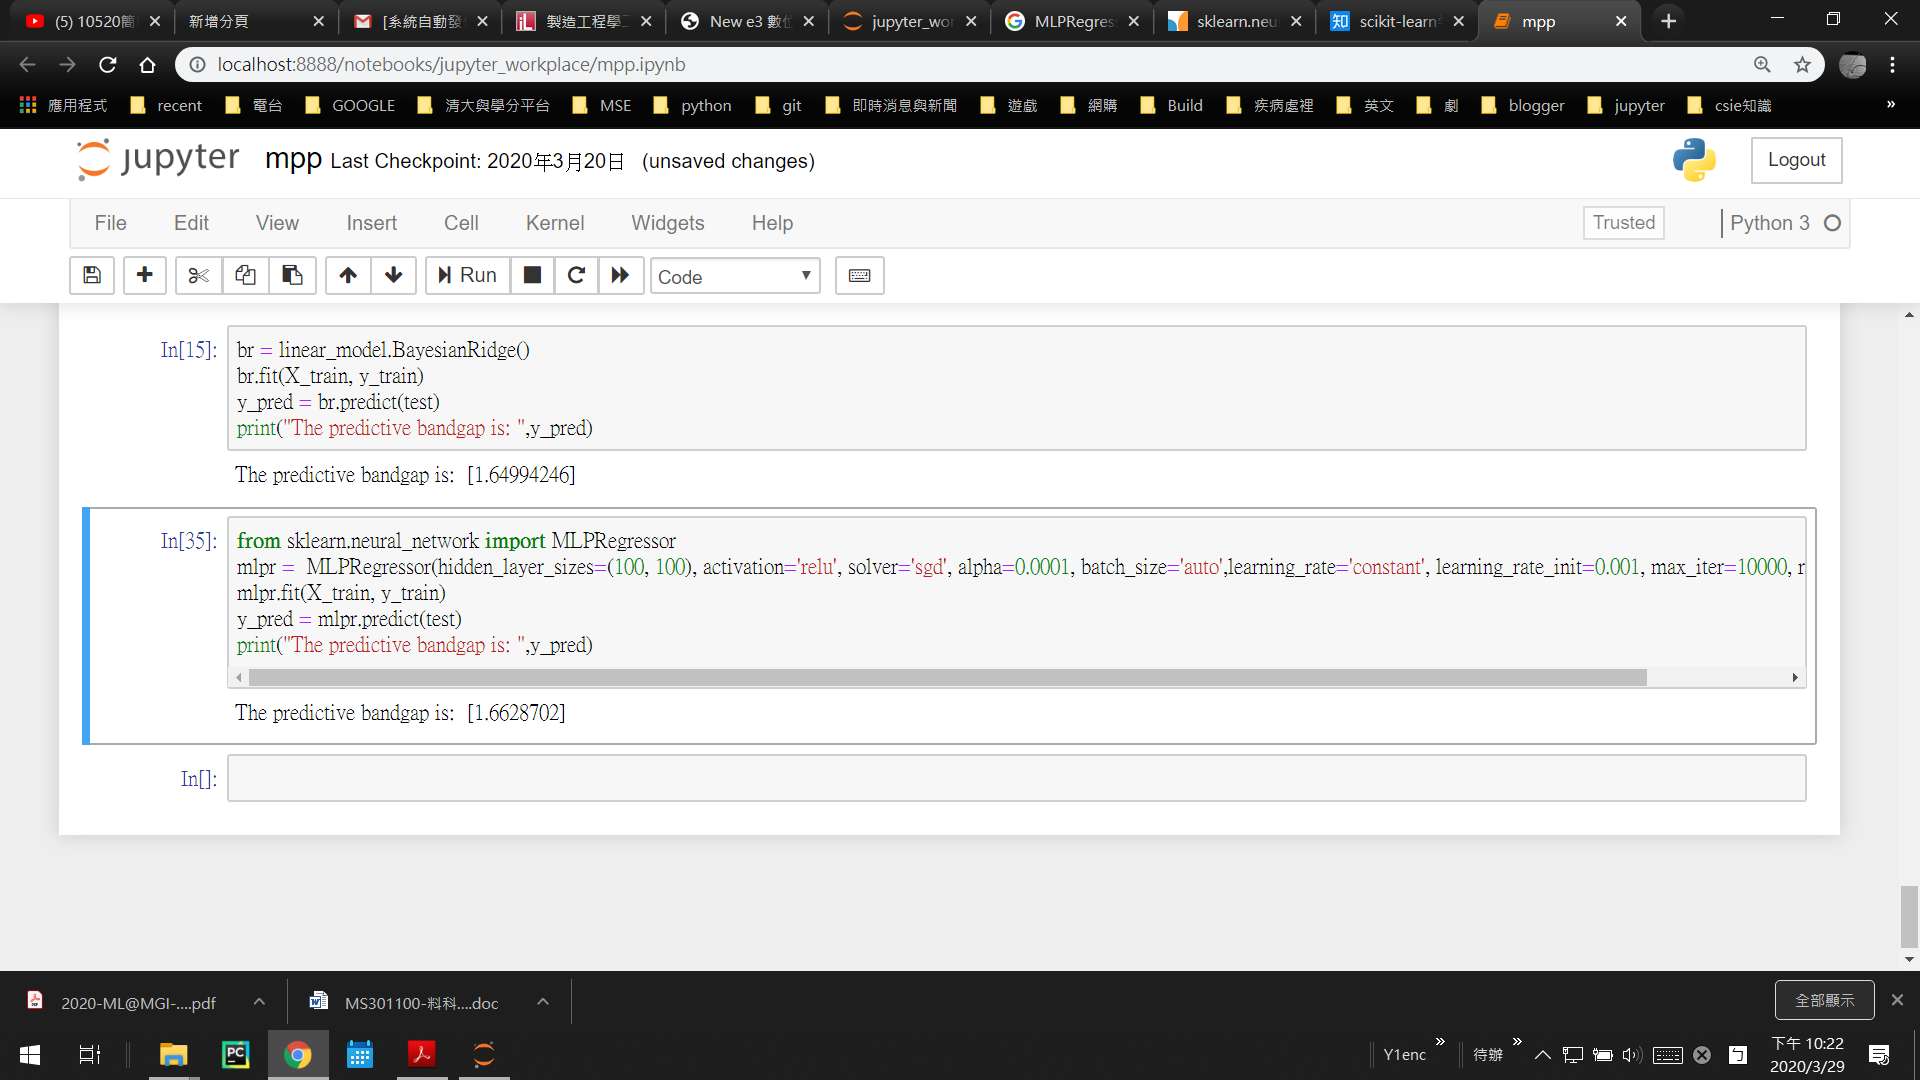 (5) 10520簡
新增分頁
[系統自動發
製造工程學
New e3 數位
jupyter_wor
MLPRegres
sklearn.neu
scikit-learn
mpp
localhost:8888/notebooks/jupyter_workplace/mpp.ipynb
應用程式 recent 電台 GOOGLE 清大與學分平台 MSE python git 即時消息與新聞 遊戲 網購 Build 疾病處裡 英文 劇 blogger jupyter csie知識 »
jupyter mpp Last Checkpoint: 2020年3月20日 (unsaved changes)
Logout
File Edit View Insert Cell Kernel Widgets Help
Trusted
Python 3
Run
Code
In[15]:
br = linear_model.BayesianRidge()
br.fit(X_train, y_train)
y_pred = br.predict(test)
print("The predictive bandgap is: ",y_pred)
The predictive bandgap is:  [1.64994246]
In[35]:
from sklearn.neural_network import MLPRegressor
mlpr =  MLPRegressor(hidden_layer_sizes=(100, 100), activation='relu', solver='sgd', alpha=0.0001, batch_size='auto',learning_rate='constant', learning_rate_init=0.001, max_iter=10000, r
mlpr.fit(X_train, y_train)
y_pred = mlpr.predict(test)
print("The predictive bandgap is: ",y_pred)
The predictive bandgap is:  [1.6628702]
In[]:
2020-ML@MGI-....pdf
MS301100-料科....doc
全部顯示
PC
Y1enc »
待辦 »
下午 10:22
2020/3/29